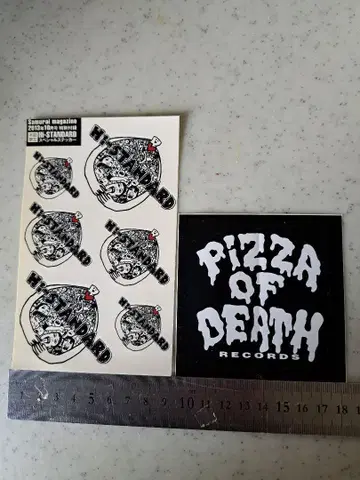 Samurai magazine
2013年10月号 特別付録
Hi-STANDARD
スペシャルステッカー
Hi-STANDARD
Hi-STANDARD
Hi-STANDARD
Hi-STANDARD
Hi-STANDARD
Hi-STANDARD
PiZZA
OF
DEATH
RECORDS
1 2 3 4 5 6 7 8 9 10 11 12 13 14 15 16 17 18